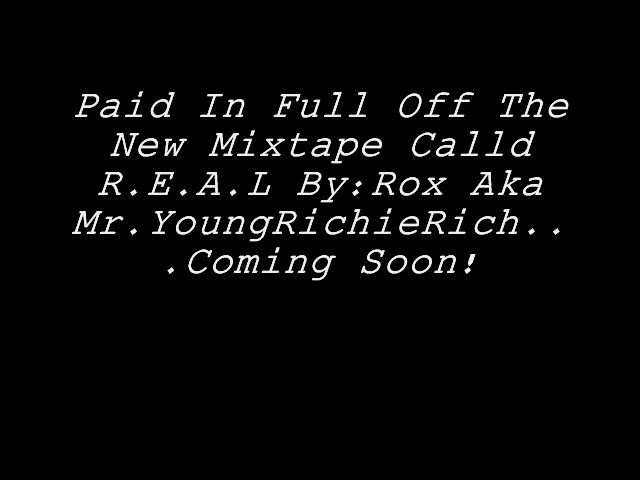 Paid In Full Off The
New Mixtape Calld
R.E.A.L By:Rox Aka
Mr.YoungRichieRich..
.Coming Soon!